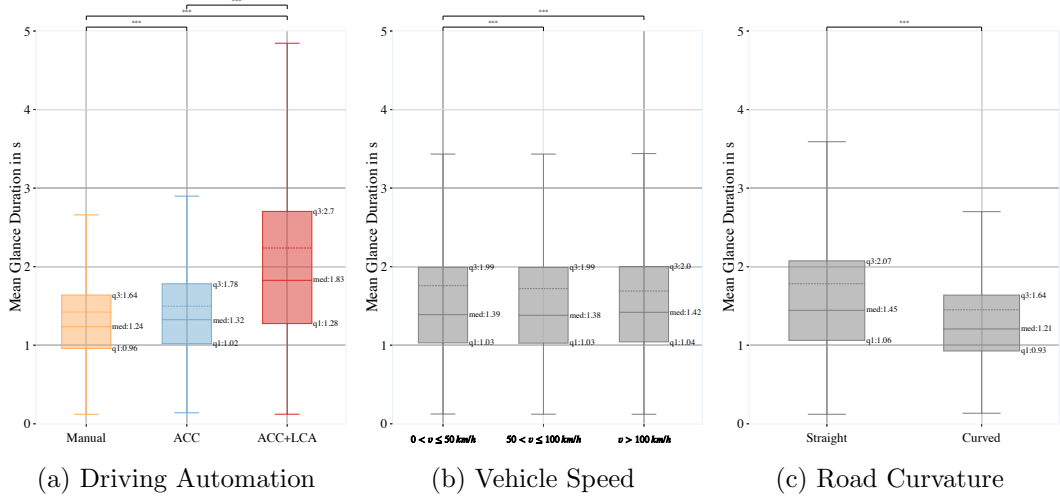 ***
***
***
Mean Glance Duration in s
5
4
3
2
1
0
q3:1.64
med:1.24
q1:0.96
q3:1.78
med:1.32
q1:1.02
q3:2.7
med:1.83
q1:1.28
Manual
ACC
ACC+LCA
(a) Driving Automation
***
***
Mean Glance Duration in s
5
4
3
2
1
0
q3:1.99
med:1.39
q1:1.03
q3:1.99
med:1.38
q1:1.03
q3:2.0
med:1.42
q1:1.04
0 < v ≤ 50 km/h
50 < v ≤ 100 km/h
v > 100 km/h
(b) Vehicle Speed
***
Mean Glance Duration in s
5
4
3
2
1
0
q3:2.07
med:1.45
q1:1.06
q3:1.64
med:1.21
q1:0.93
Straight
Curved
(c) Road Curvature